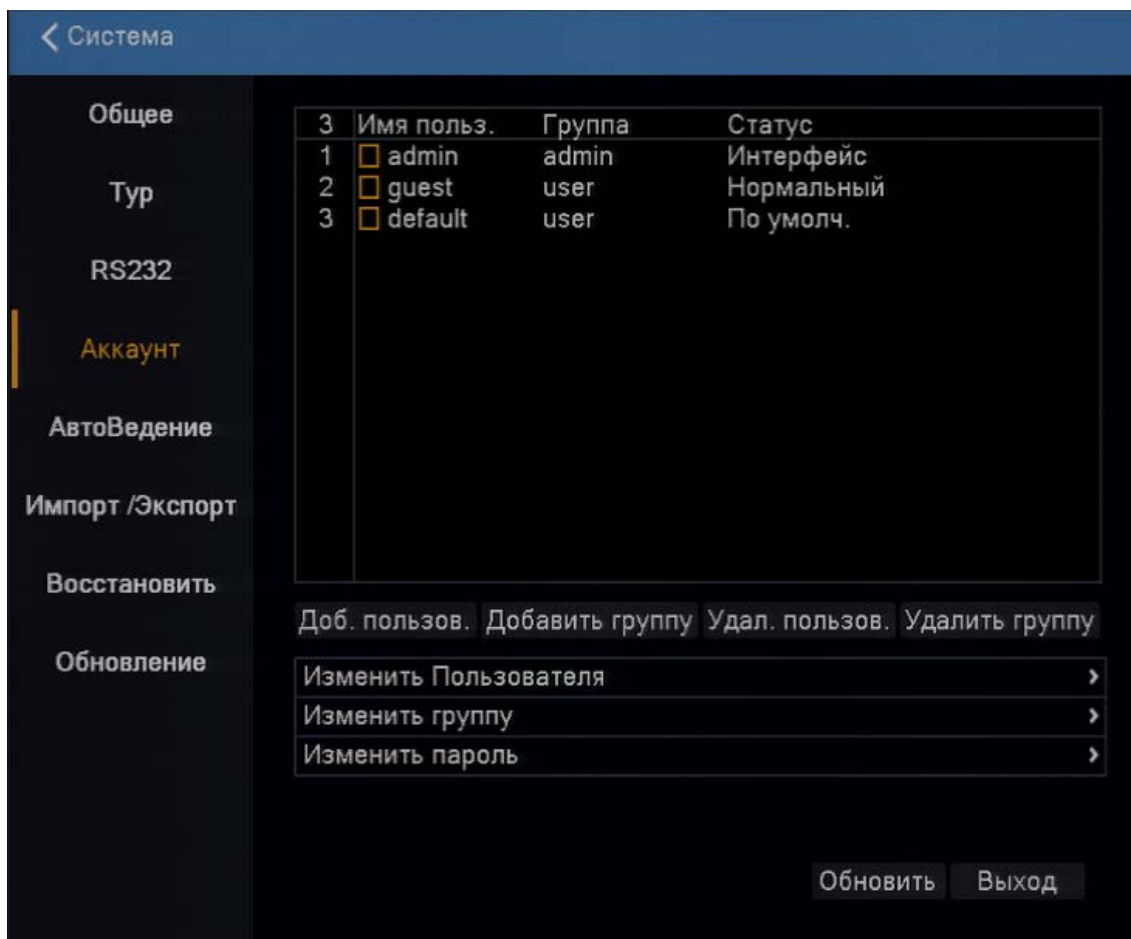 Система
Общее
Тур
RS232
Аккаунт
АвтоВедение
Импорт /Экспорт
Восстановить
Обновление
3 Имя польз. Группа Статус
1 admin admin Интерфейс
2 guest user Нормальный
3 default user По умолч.
Доб. пользов. Добавить группу Удал. пользов. Удалить группу
Изменить Пользователя
Изменить группу
Изменить пароль
Обновить Выход